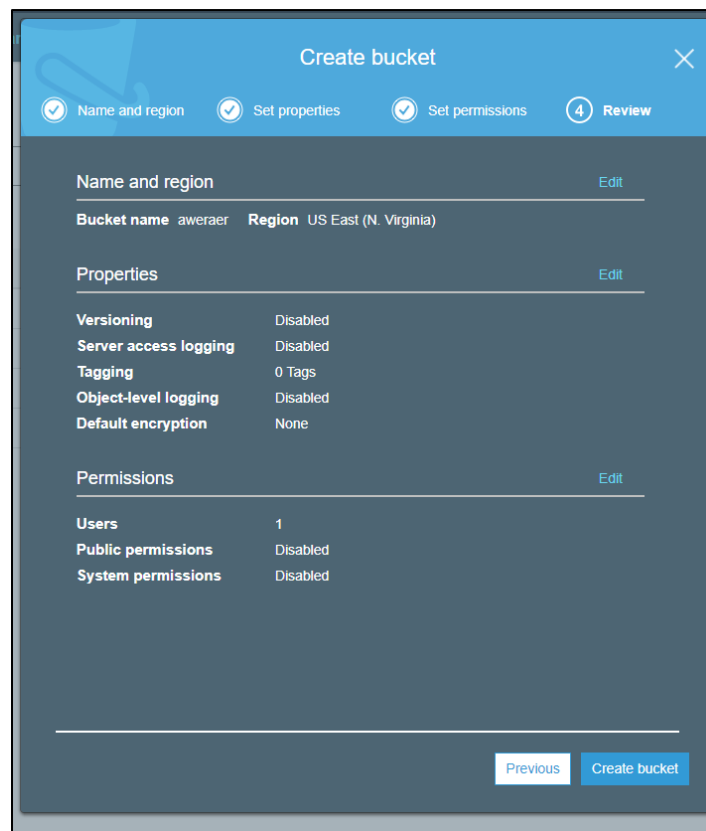 Create bucket
Name and region Set properties Set permissions 4 Review
Name and region Edit
Bucket name aweraer Region US East (N. Virginia)
Properties Edit
Versioning Disabled
Server access logging Disabled
Tagging 0 Tags
Object-level logging Disabled
Default encryption None
Permissions Edit
Users 1
Public permissions Disabled
System permissions Disabled
Previous Create bucket